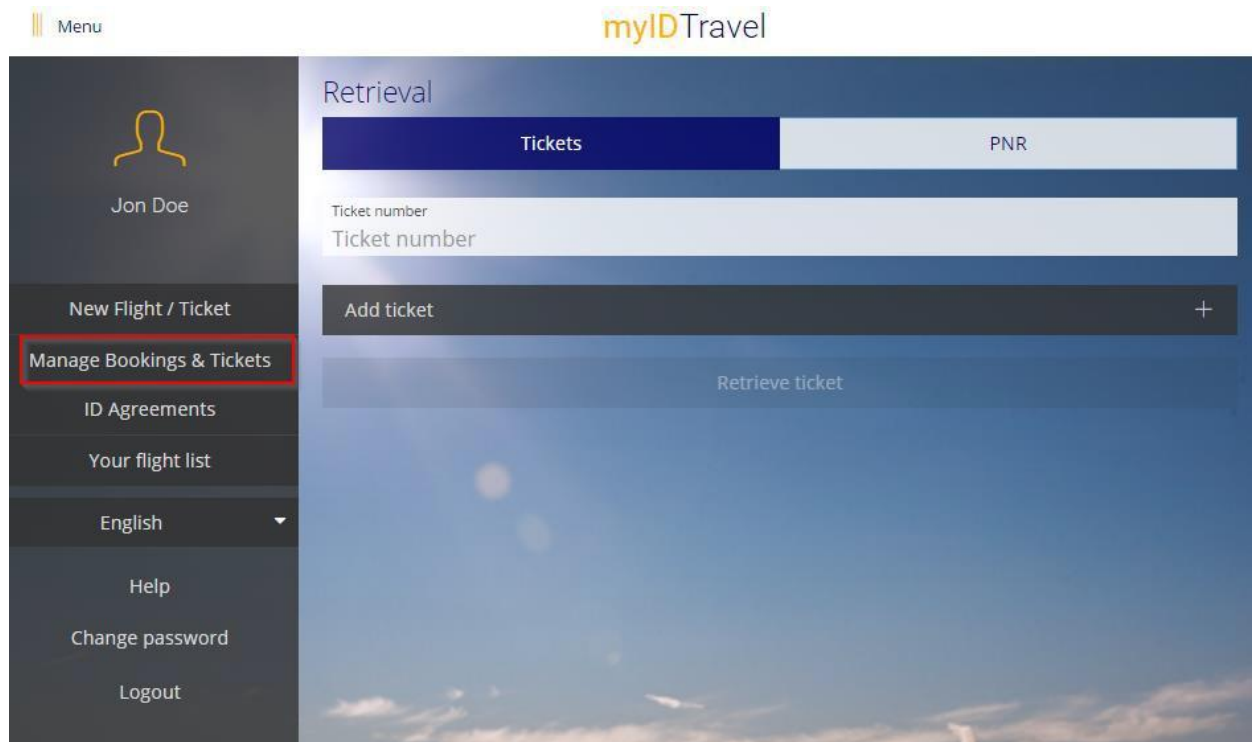 Menu
myIDTravel
Jon Doe
New Flight / Ticket
Manage Bookings & Tickets
ID Agreements
Your flight list
English
Help
Change password
Logout
Retrieval
Tickets
PNR
Ticket number
Ticket number
Add ticket
Retrieve ticket